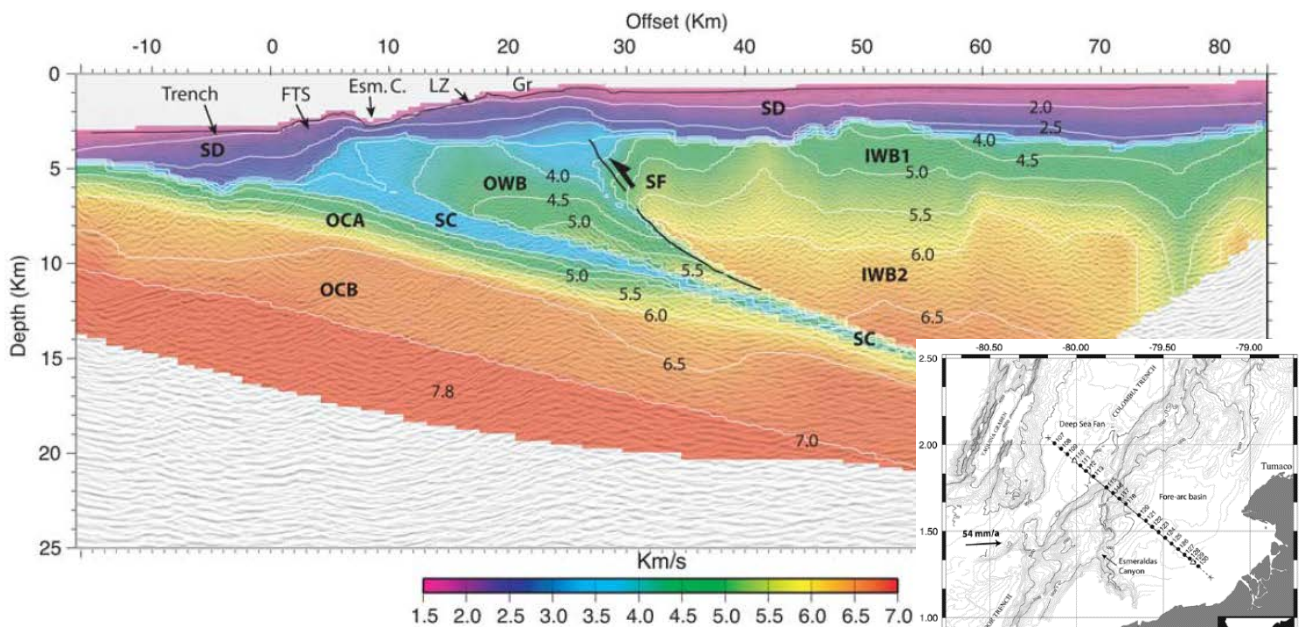 Offset (Km)
-10 0 10 20 30 40 50 60 70 80
Depth (Km)
0
5
10
15
20
25
Trench FTS Esm. C. LZ Gr
SD SD 2.0
2.5
4.0
4.5
5.0
IWB1
5.5
6.0
IWB2
6.5
OWB 4.0
4.5
5.0
SF
OCA SC
5.5
5.0
5.5
6.0
OCB
SC
6.5
7.8
7.0
Km/s
1.5 2.0 2.5 3.0 3.5 4.0 4.5 5.0 5.5 6.0 6.5 7.0
-80.50 -80.00 -79.50 -79.00
2.50
2.00
1.50
1.00
COLOMBIA TRENCH
Deep Sea Fan
Tumaco
Fore-arc basin
54 mm/a
Esmeraldas
Canyon